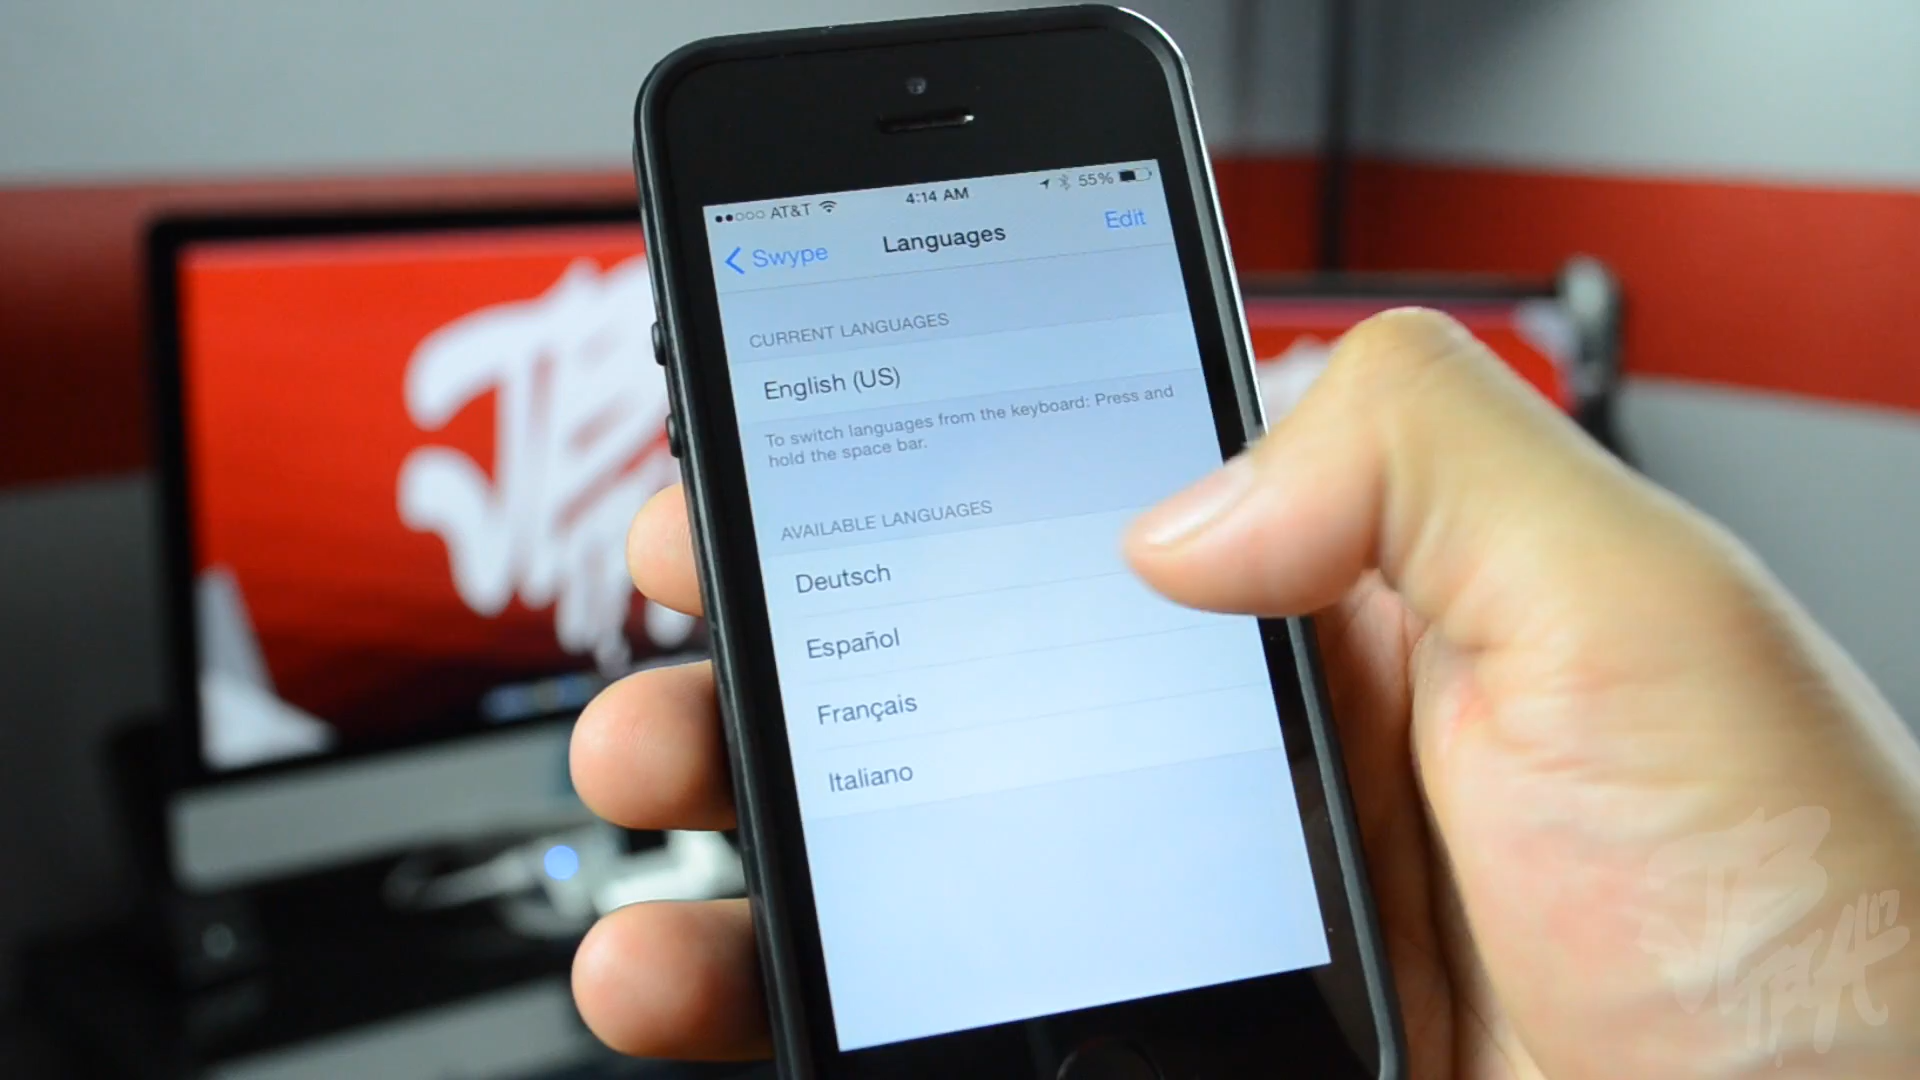 AT&T 4:14 AM 55%
Swype Languages Edit
CURRENT LANGUAGES
English (US)
To switch languages from the keyboard: Press and
hold the space bar.
AVAILABLE LANGUAGES
Deutsch
Español
Français
Italiano